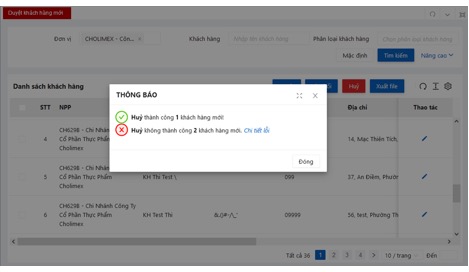 Duyệt khách hàng mới
Đơn vị CHOLIMEX - Côn... × Khách hàng Nhập tên khách hàng Phân loại khách hàng Chọn phân loại khách hàng
Mặc định Tìm kiếm Nâng cao
Danh sách khách hàng Huỷ Xuất file
STT NPP Địa chỉ Thao tác
THÔNG BÁO
Huỷ thành công 1 khách hàng mới!
Huỷ không thành công 2 khách hàng mới. Chi tiết lỗi
Đóng
CH6298 - Chi Nhánh
4 Cổ Phần Thực Phẩm 14, Mạc Thiên Tích,
Cholimex
CH6298 - Chi Nhánh
5 Cổ Phần Thực Phẩm KH Test \ 099 37, An Điềm, Phườn
Cholimex
CH6298 - Chi Nhánh Công Ty
6 Cổ Phần Thực Phẩm KH Test Thi 09999 56, test, Phường Th
Cholimex
Tất cả 36 1 2 3 4 > 10 / trang Đến